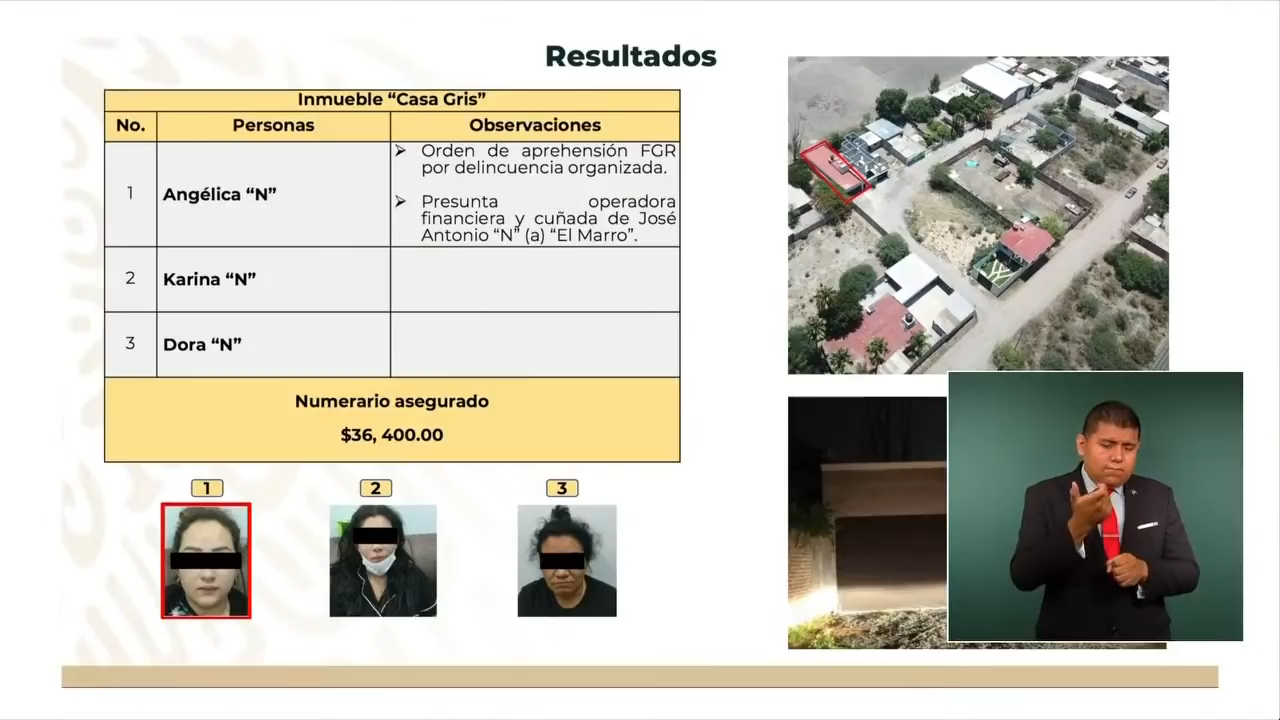 Resultados
Inmueble “Casa Gris”
No. Personas Observaciones
1 Angélica “N”
➢ Orden de aprehensión FGR
por delincuencia organizada.
➢ Presunta operadora
financiera y cuñada de José
Antonio “N” (a) “El Marro”.
2 Karina “N”
3 Dora “N”
Numerario asegurado
$36, 400.00
1 2 3